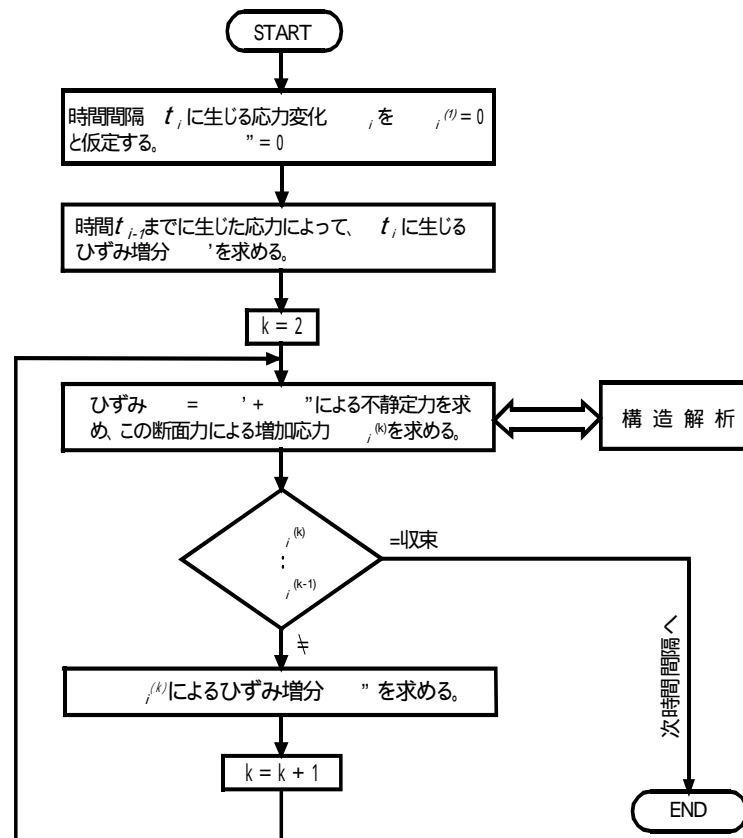 START
時間間隔 t i に生じる応力変化 i を i (1) = 0
と仮定する。 ” = 0
時間 t i-1 までに生じた応力によって、 t i に生じる
ひずみ増分 ’を求める。
k = 2
ひずみ = ’ + ”による不静定力を求
め、この断面力による増加応力 i (k)を求める。
構 造 解 析
i (k)
:
i (k-1)
=収束
≠
i (k)によるひずみ増分 ” を求める。
次時間間隔へ
k = k + 1
END